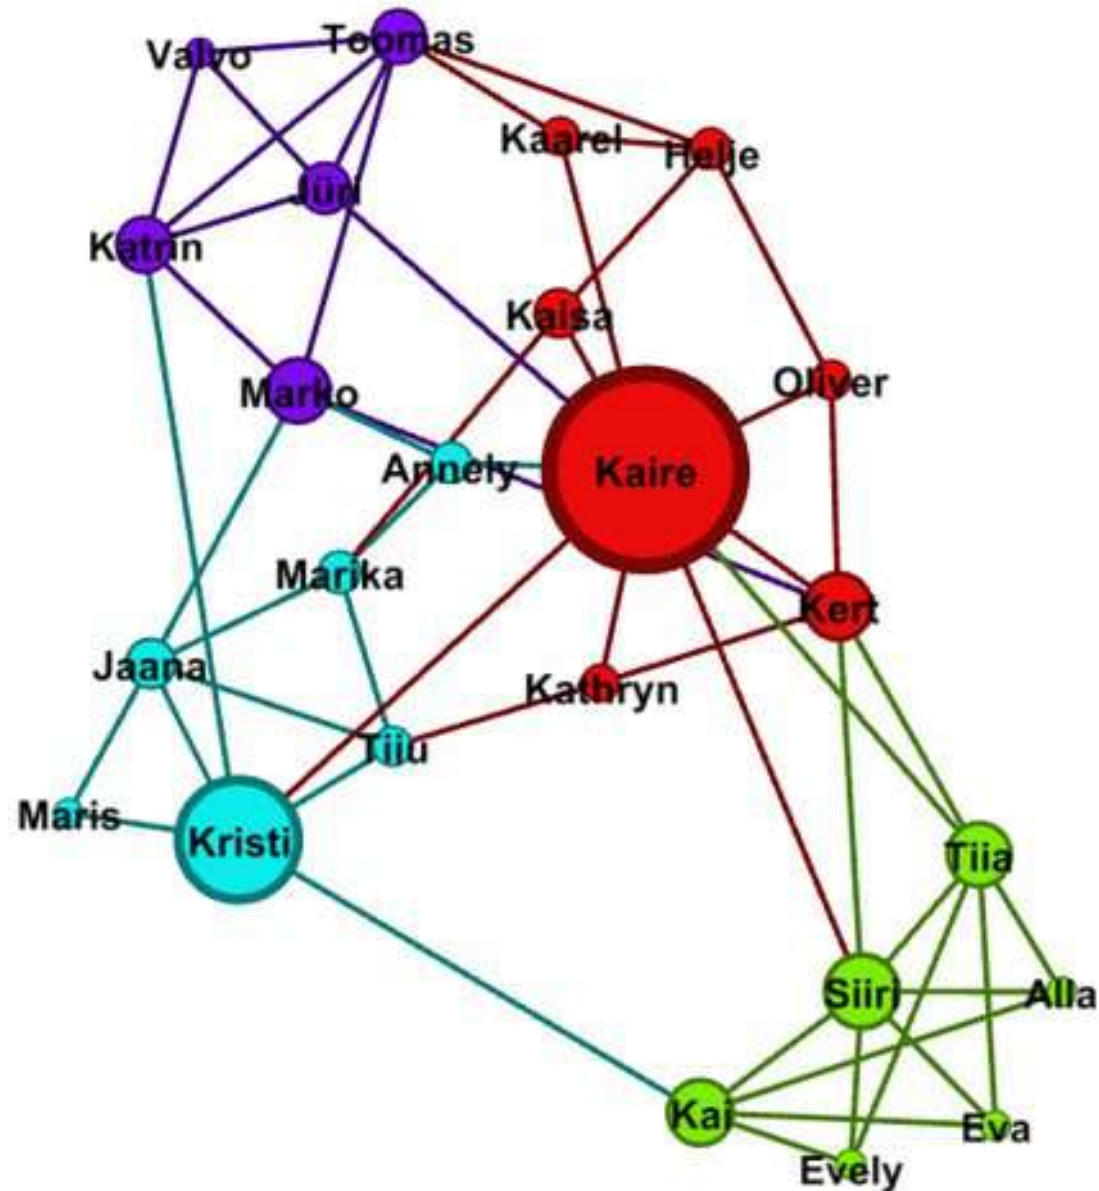 Valvo
Toomas
Kaarel
Helje
Jüri
Katrin
Kaisa
Oliver
Marko
Annely
Kaire
Marika
Kert
Jaana
Kathryn
Tiiu
Maris
Kristi
Tiia
Siiri
Alla
Kai
Eva
Evely